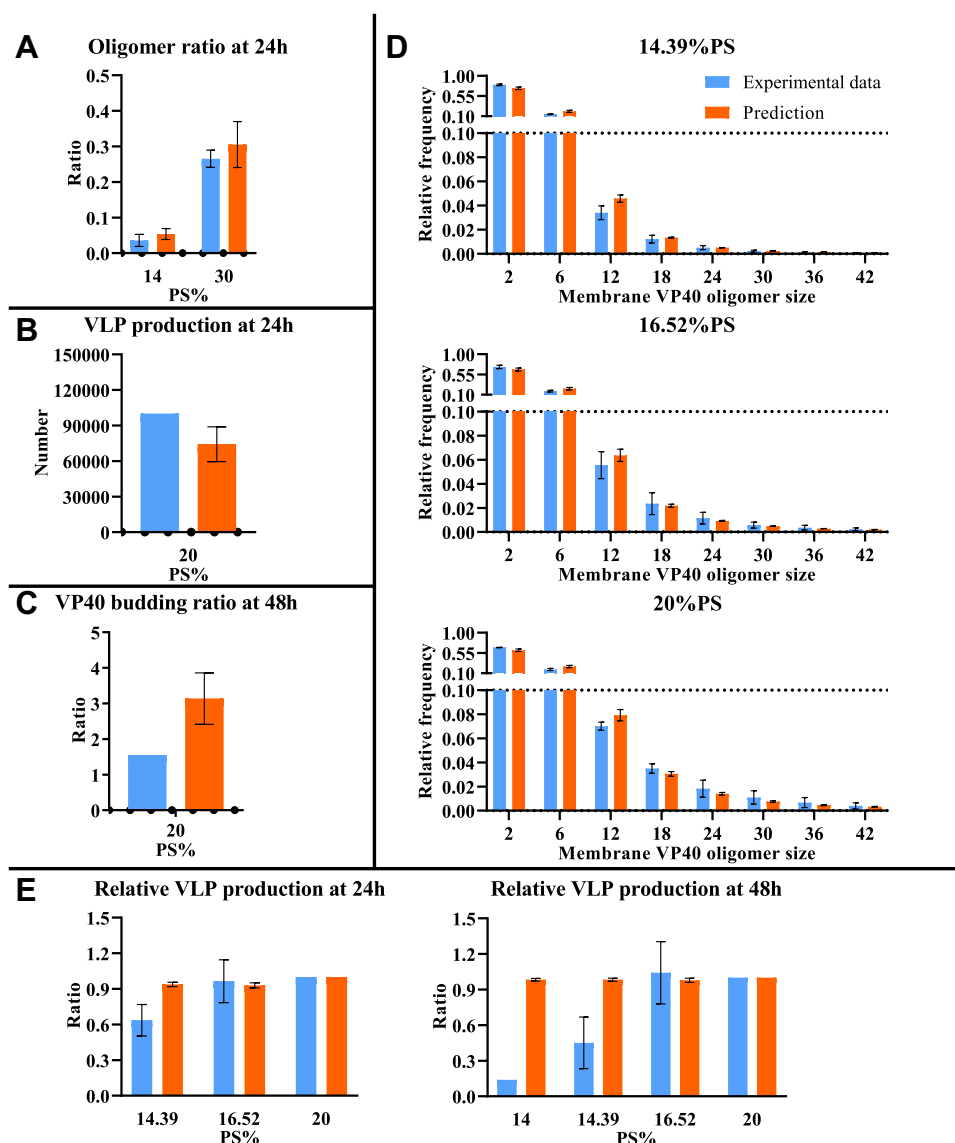 A
Oligomer ratio at 24h
0.5
0.4
0.3
0.2
0.1
0.0
Ratio
14 30
PS%
B
VLP production at 24h
150000
120000
90000
60000
30000
0
Number
20
PS%
C
VP40 budding ratio at 48h
5
4
3
2
1
0
Ratio
20
PS%
D
14.39%PS
Experimental data
Prediction
1.00
0.55
0.10
0.10
0.08
0.06
0.04
0.02
0.00
Relative frequency
2 6 12 18 24 30 36 42
Membrane VP40 oligomer size
16.52%PS
1.00
0.55
0.10
0.10
0.08
0.06
0.04
0.02
0.00
Relative frequency
2 6 12 18 24 30 36 42
Membrane VP40 oligomer size
20%PS
1.00
0.55
0.10
0.10
0.08
0.06
0.04
0.02
0.00
Relative frequency
2 6 12 18 24 30 36 42
Membrane VP40 oligomer size
E
Relative VLP production at 24h
1.5
1.2
0.9
0.6
0.3
0.0
Ratio
14.39 16.52 20
PS%
Relative VLP production at 48h
1.5
1.2
0.9
0.6
0.3
0.0
Ratio
14 14.39 16.52 20
PS%